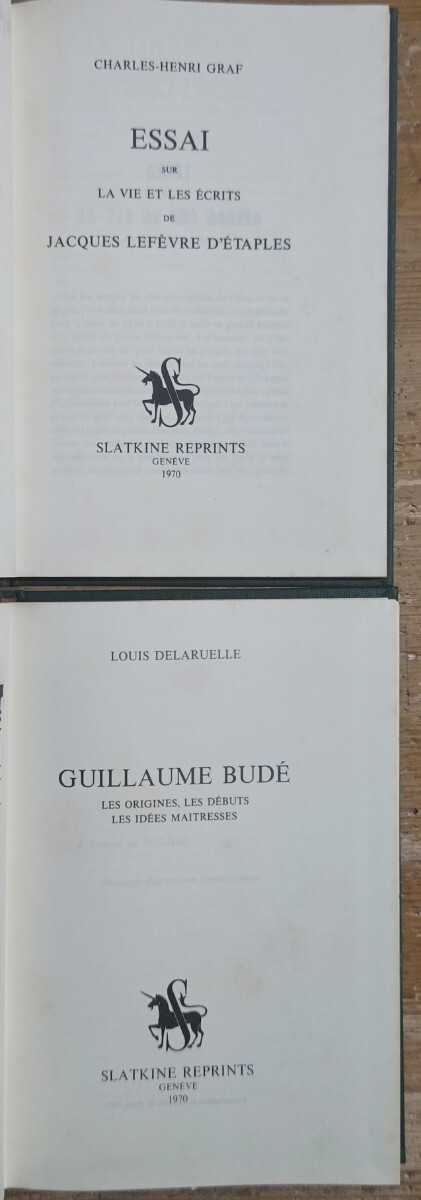 CHARLES-HENRI GRAF
ESSAI
SUR
LA VIE ET LES ÉCRITS
DE
JACQUES LEFÈVRE D'ÉTAPLES
S
SLATKINE REPRINTS
GENÈVE
1970
LOUIS DELARUELLE
GUILLAUME BUDÉ
LES ORIGINES, LES DÉBUTS
LES IDÉES MAITRESSES
S
SLATKINE REPRINTS
GENÈVE
1970